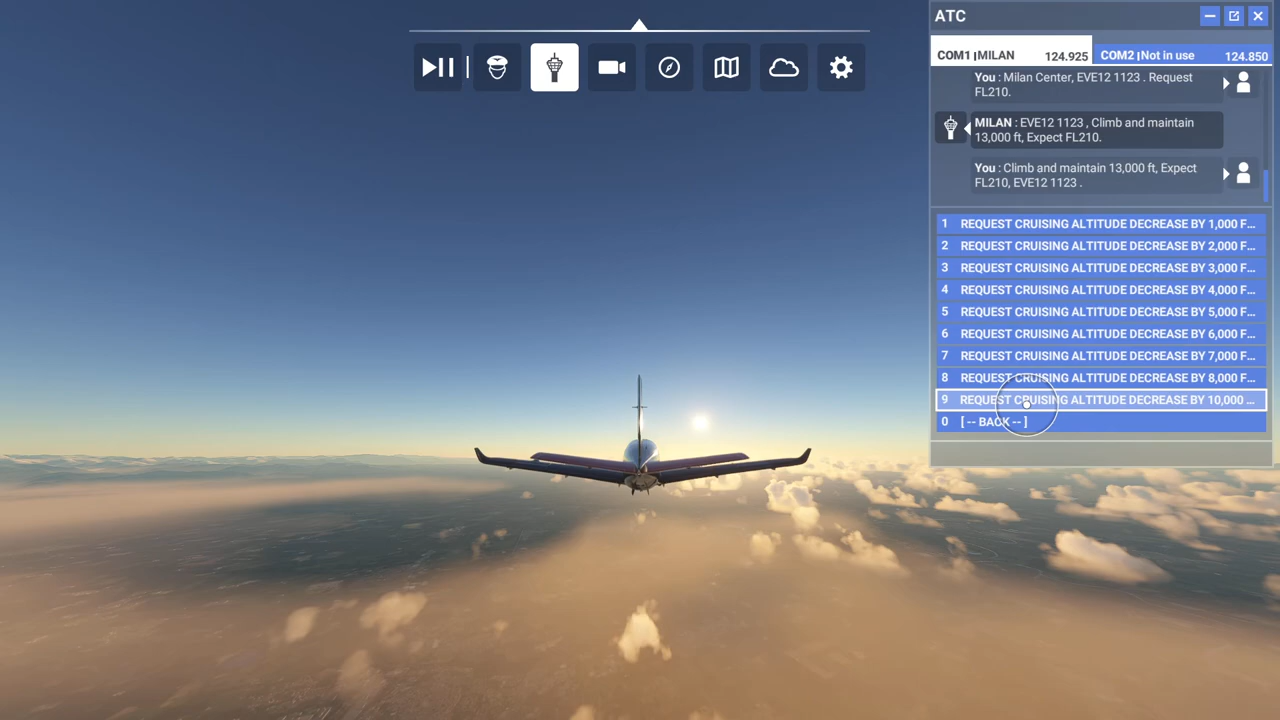 ATC
COM1 |MILAN 124.925
COM2 |Not in use 124.850
You : Milan Center, EVE12 1123 . Request
FL210.
MILAN : EVE12 1123 , Climb and maintain
13,000 ft, Expect FL210.
You : Climb and maintain 13,000 ft, Expect
FL210, EVE12 1123 .
1 REQUEST CRUISING ALTITUDE DECREASE BY 1,000 F...
2 REQUEST CRUISING ALTITUDE DECREASE BY 2,000 F...
3 REQUEST CRUISING ALTITUDE DECREASE BY 3,000 F...
4 REQUEST CRUISING ALTITUDE DECREASE BY 4,000 F...
5 REQUEST CRUISING ALTITUDE DECREASE BY 5,000 F...
6 REQUEST CRUISING ALTITUDE DECREASE BY 6,000 F...
7 REQUEST CRUISING ALTITUDE DECREASE BY 7,000 F...
8 REQUEST CRUISING ALTITUDE DECREASE BY 8,000 F...
9 REQUEST CRUISING ALTITUDE DECREASE BY 10,000 ...
0 [ -- BACK -- ]